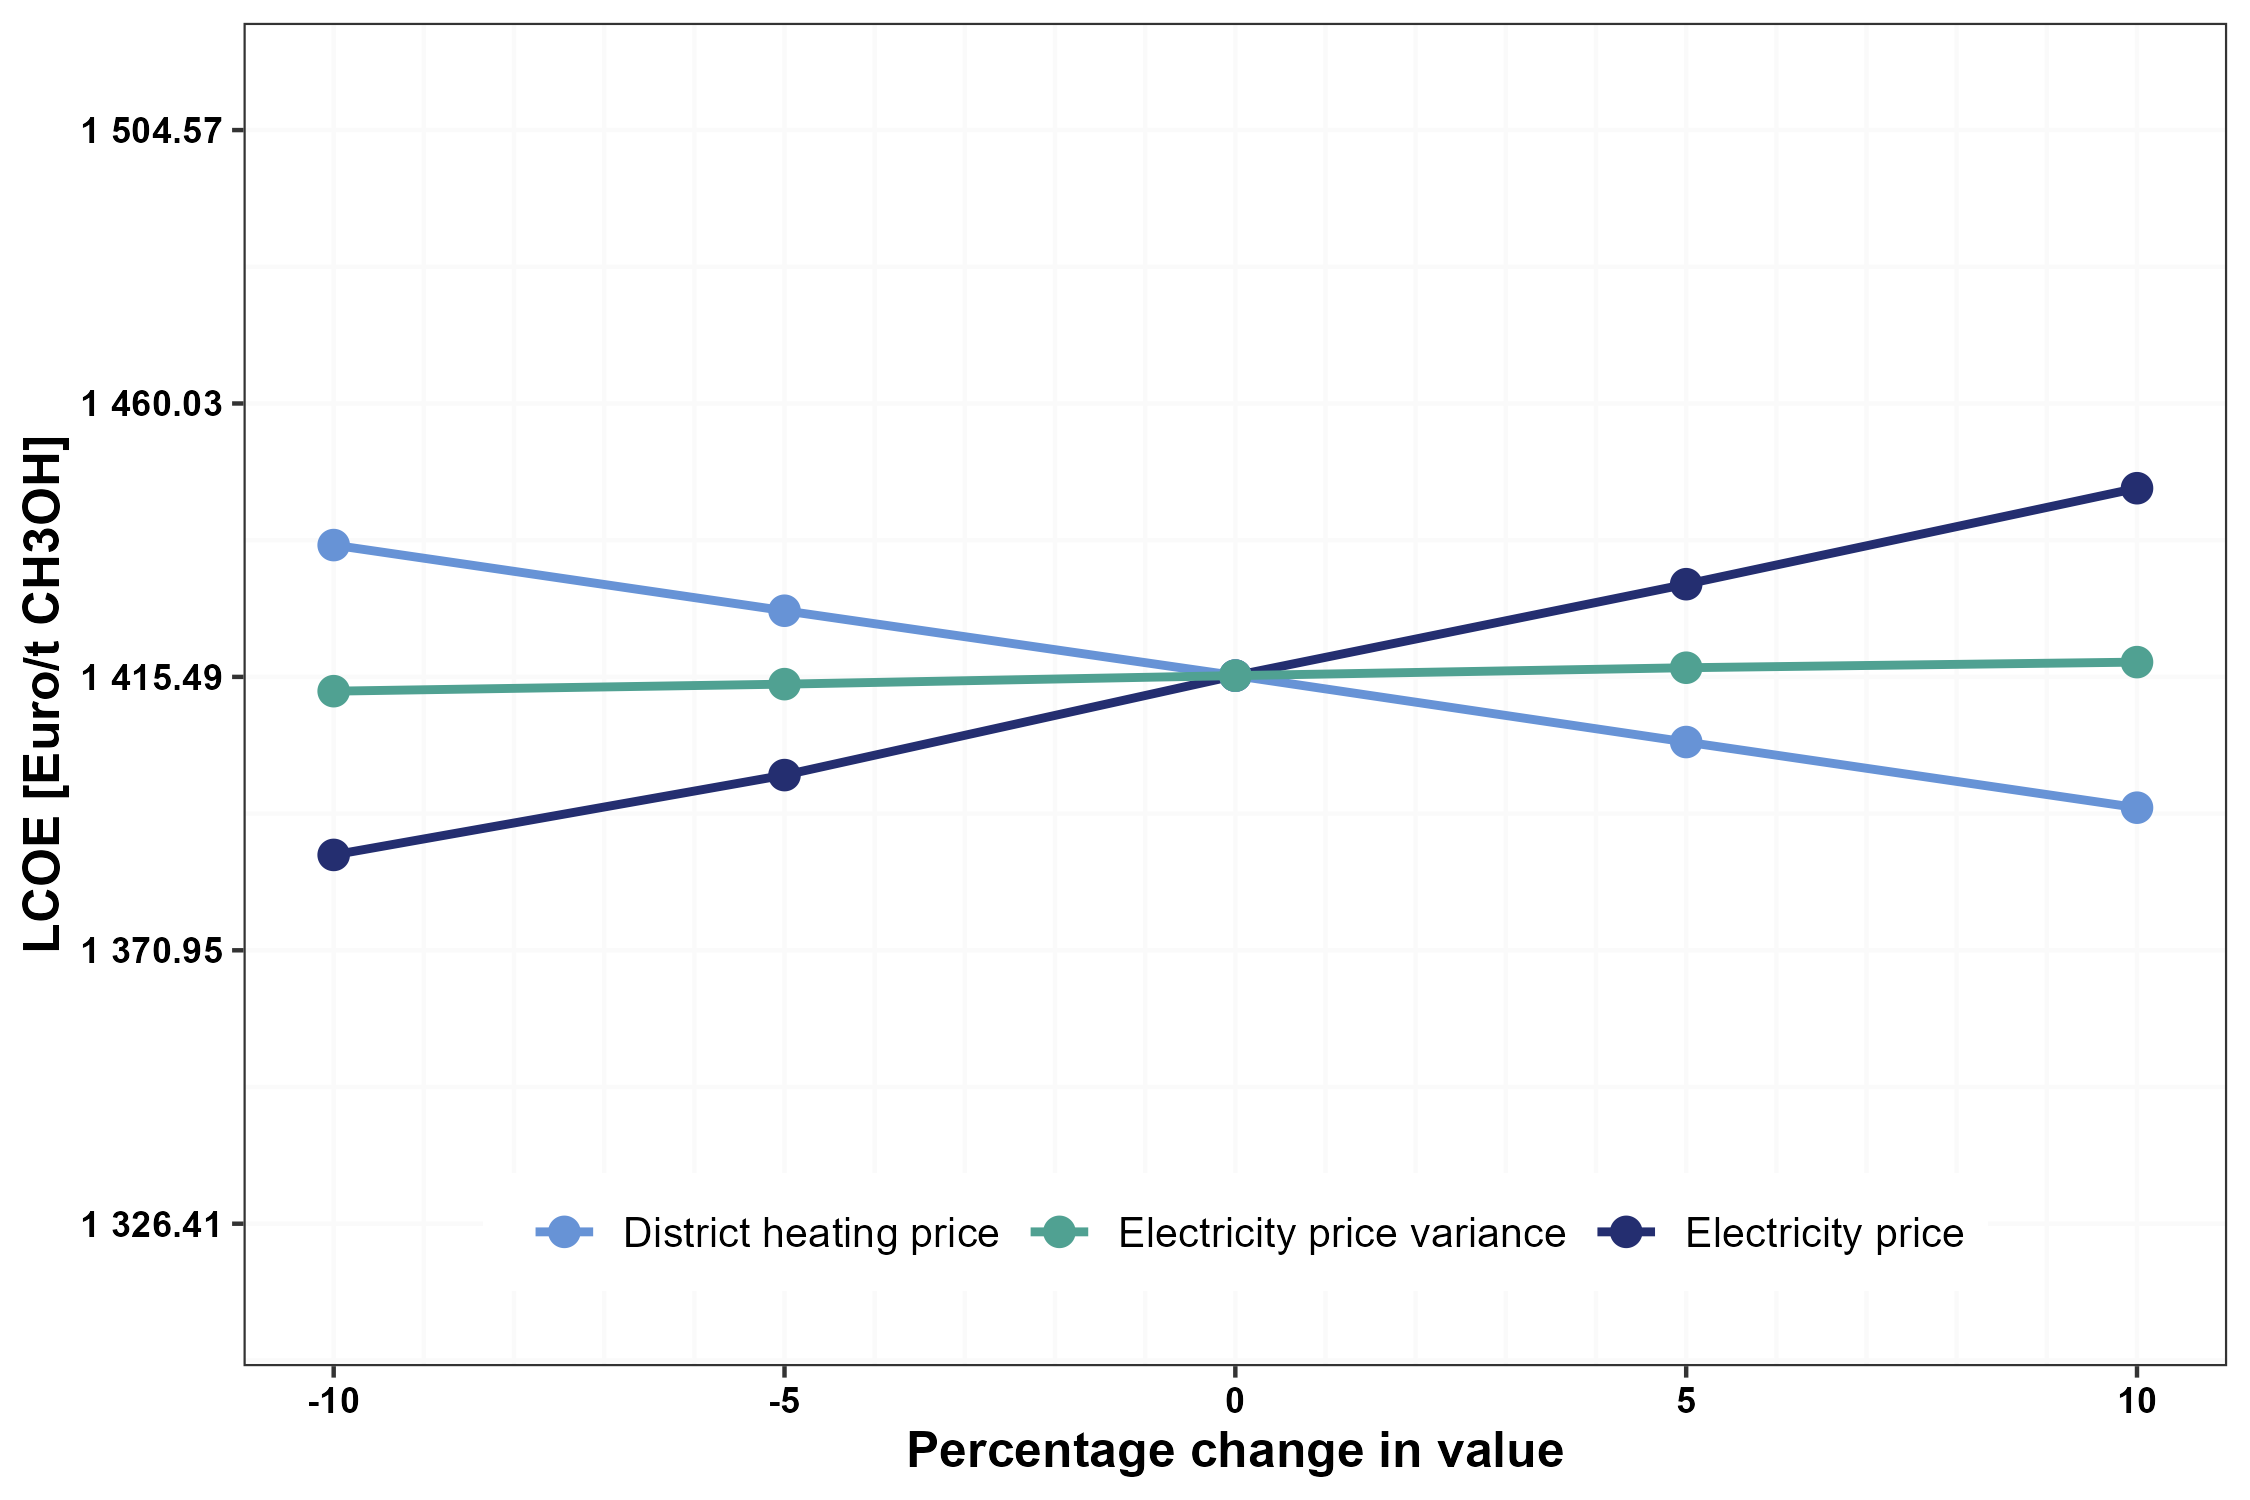 LCOE [Euro/t CH3OH]
1 504.57
1 460.03
1 415.49
1 370.95
1 326.41
District heating price
Electricity price variance
Electricity price
-10
-5
0
5
10
Percentage change in value